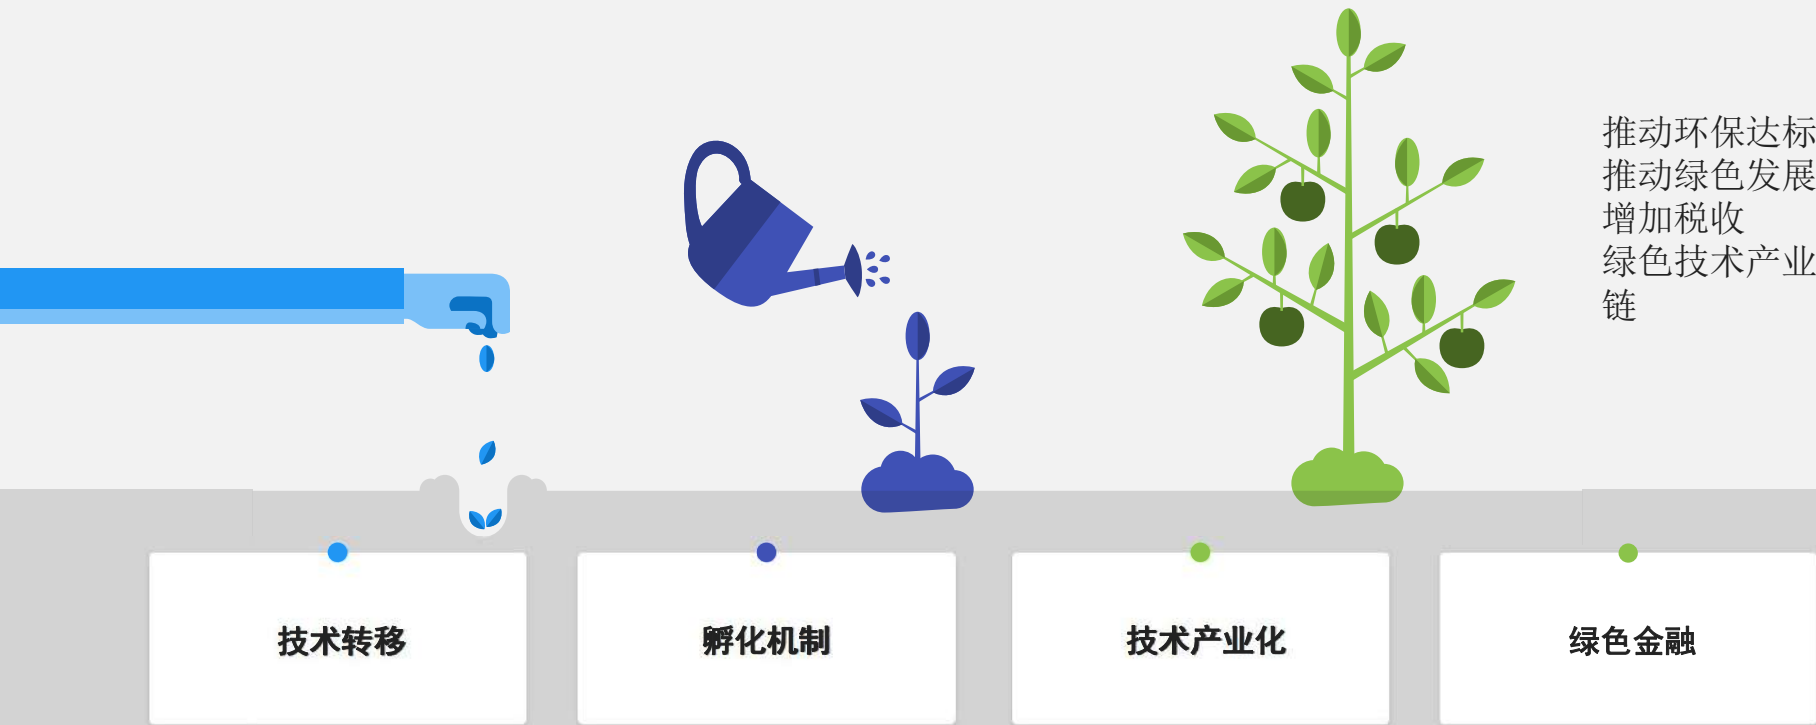 推动环保达标
推动绿色发展
增加税收
绿色技术产业
链
技术转移
孵化机制
技术产业化
绿色金融